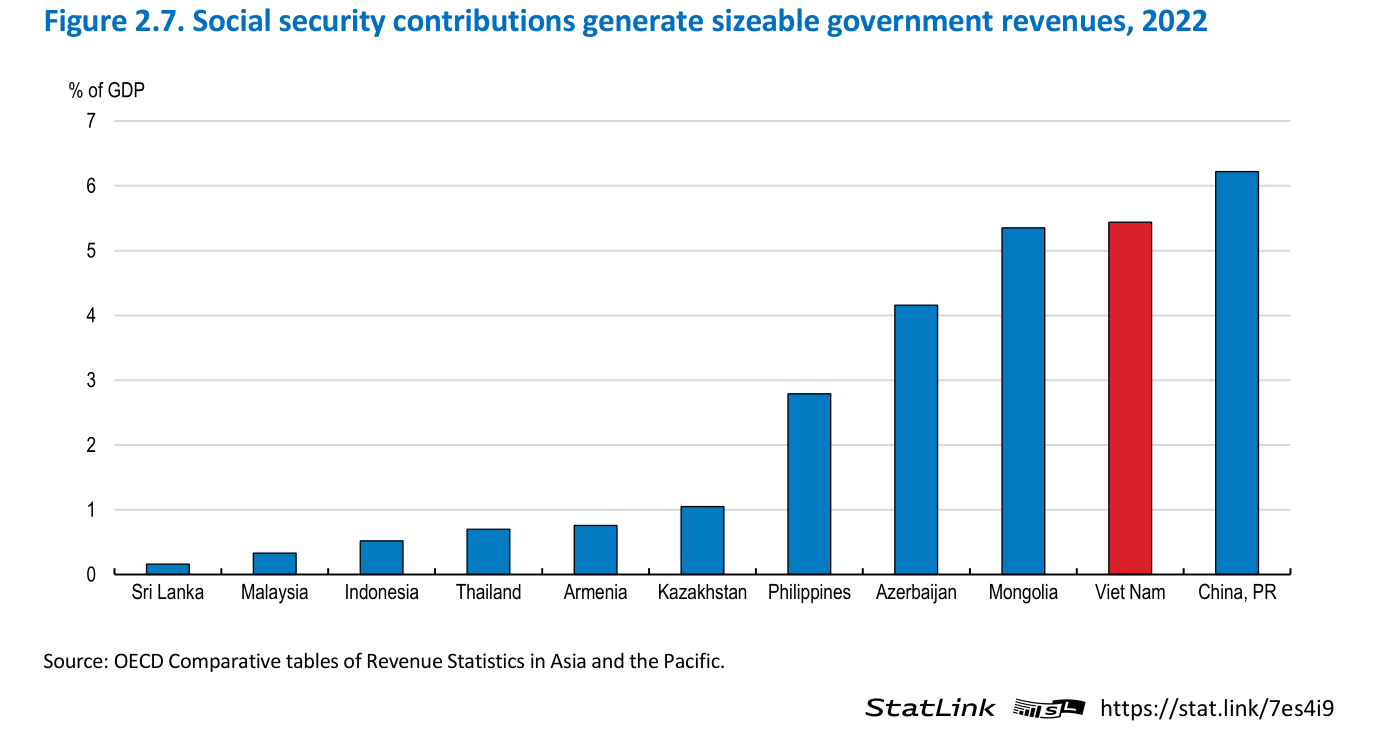 Figure 2.7. Social security contributions generate sizeable government revenues, 2022
% of GDP
7
6
5
4
3
2
1
0
Sri Lanka Malaysia Indonesia Thailand Armenia Kazakhstan Philippines Azerbaijan Mongolia Viet Nam China, PR
Source: OECD Comparative tables of Revenue Statistics in Asia and the Pacific.
StatLink SL https://stat.link/7es4i9